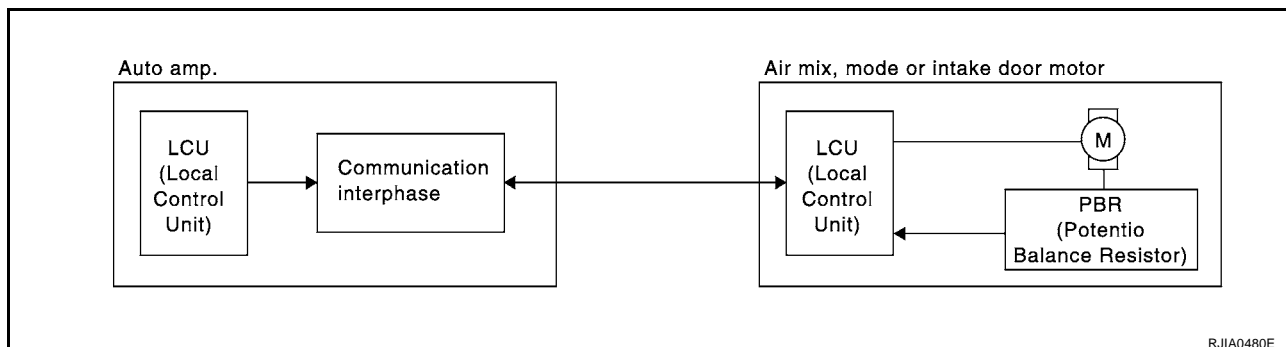 Auto amp.
LCU
(Local
Control
Unit)
Communication
interphase
Air mix, mode or intake door motor
LCU
(Local
Control
Unit)
M
PBR
(Potentio
Balance Resistor)
RJIA0480E